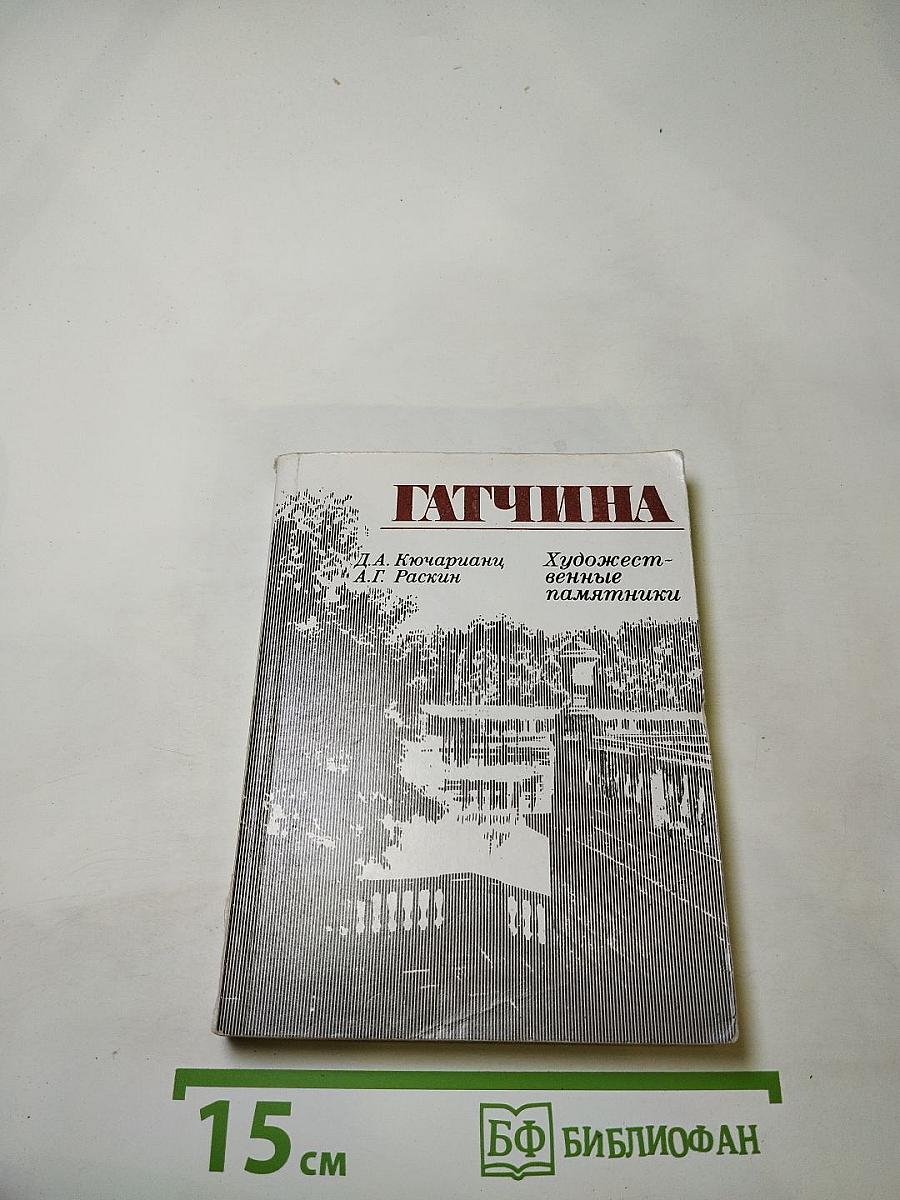 ГАТЧИНА
Д.А. Кючарианц
А.Г. Раскин
Художест-
венные
памятники
15 см
БФ БИБЛИОФАН